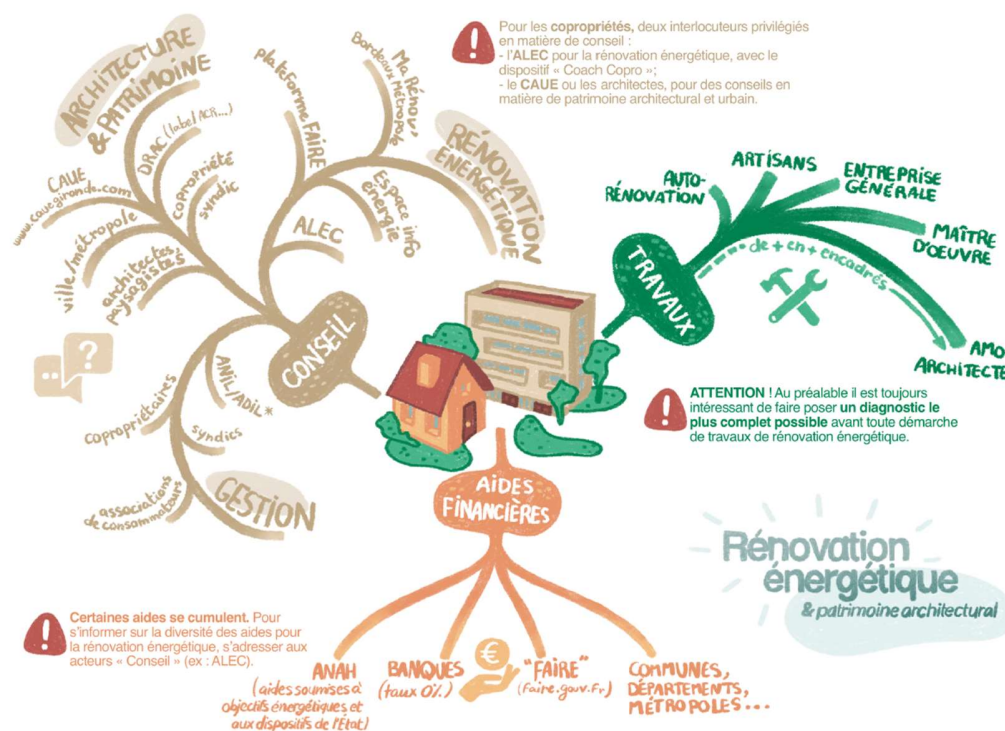 Pour les copropriétés, deux interlocuteurs privilégiés
en matière de conseil :
- l'ALEC pour la rénovation énergétique, avec le
dispositif « Coach Copro »;
- le CAUE ou les architectes, pour des conseils en
matière de patrimoine architectural et urbain.
ARCHITECTURE
& PATRIMOINE
DRAC (label ACR...)
CAUE
www.cauegironde.com
copropriété
syndic
ville/métropole
architectes
paysagistes
plateforme FAIRE
Ma Rénov'
Bordeaux Métropole
RÉNOVATION
ÉNERGÉTIQUE
Espace info
énergie
ALEC
CONSEIL
ANIL/ADIL*
copropriétaires
syndics
associations
de consommateurs
GESTION
?
AUTO-
RÉNOVATION
ARTISANS
ENTREPRISE
GÉNÉRALE
MAÎTRE
D'OEUVRE
de + en + encadrés
AMO
ARCHITECTE
TRAVAUX
ATTENTION ! Au préalable il est toujours
intéressant de faire poser un diagnostic le
plus complet possible avant toute démarche
de travaux de rénovation énergétique.
AIDES
FINANCIÈRES
Rénovation
énergétique
& patrimoine architectural
Certaines aides se cumulent. Pour
s'informer sur la diversité des aides pour
la rénovation énergétique, s'adresser aux
acteurs « Conseil » (ex : ALEC).
ANAH
(aides soumises à
objectifs énergétiques et
aux dispositifs de l'État)
BANQUES
(taux 0%)
€
"FAIRE"
(faire.gouv.fr)
COMMUNES,
DÉPARTEMENTS,
MÉTROPOLES...